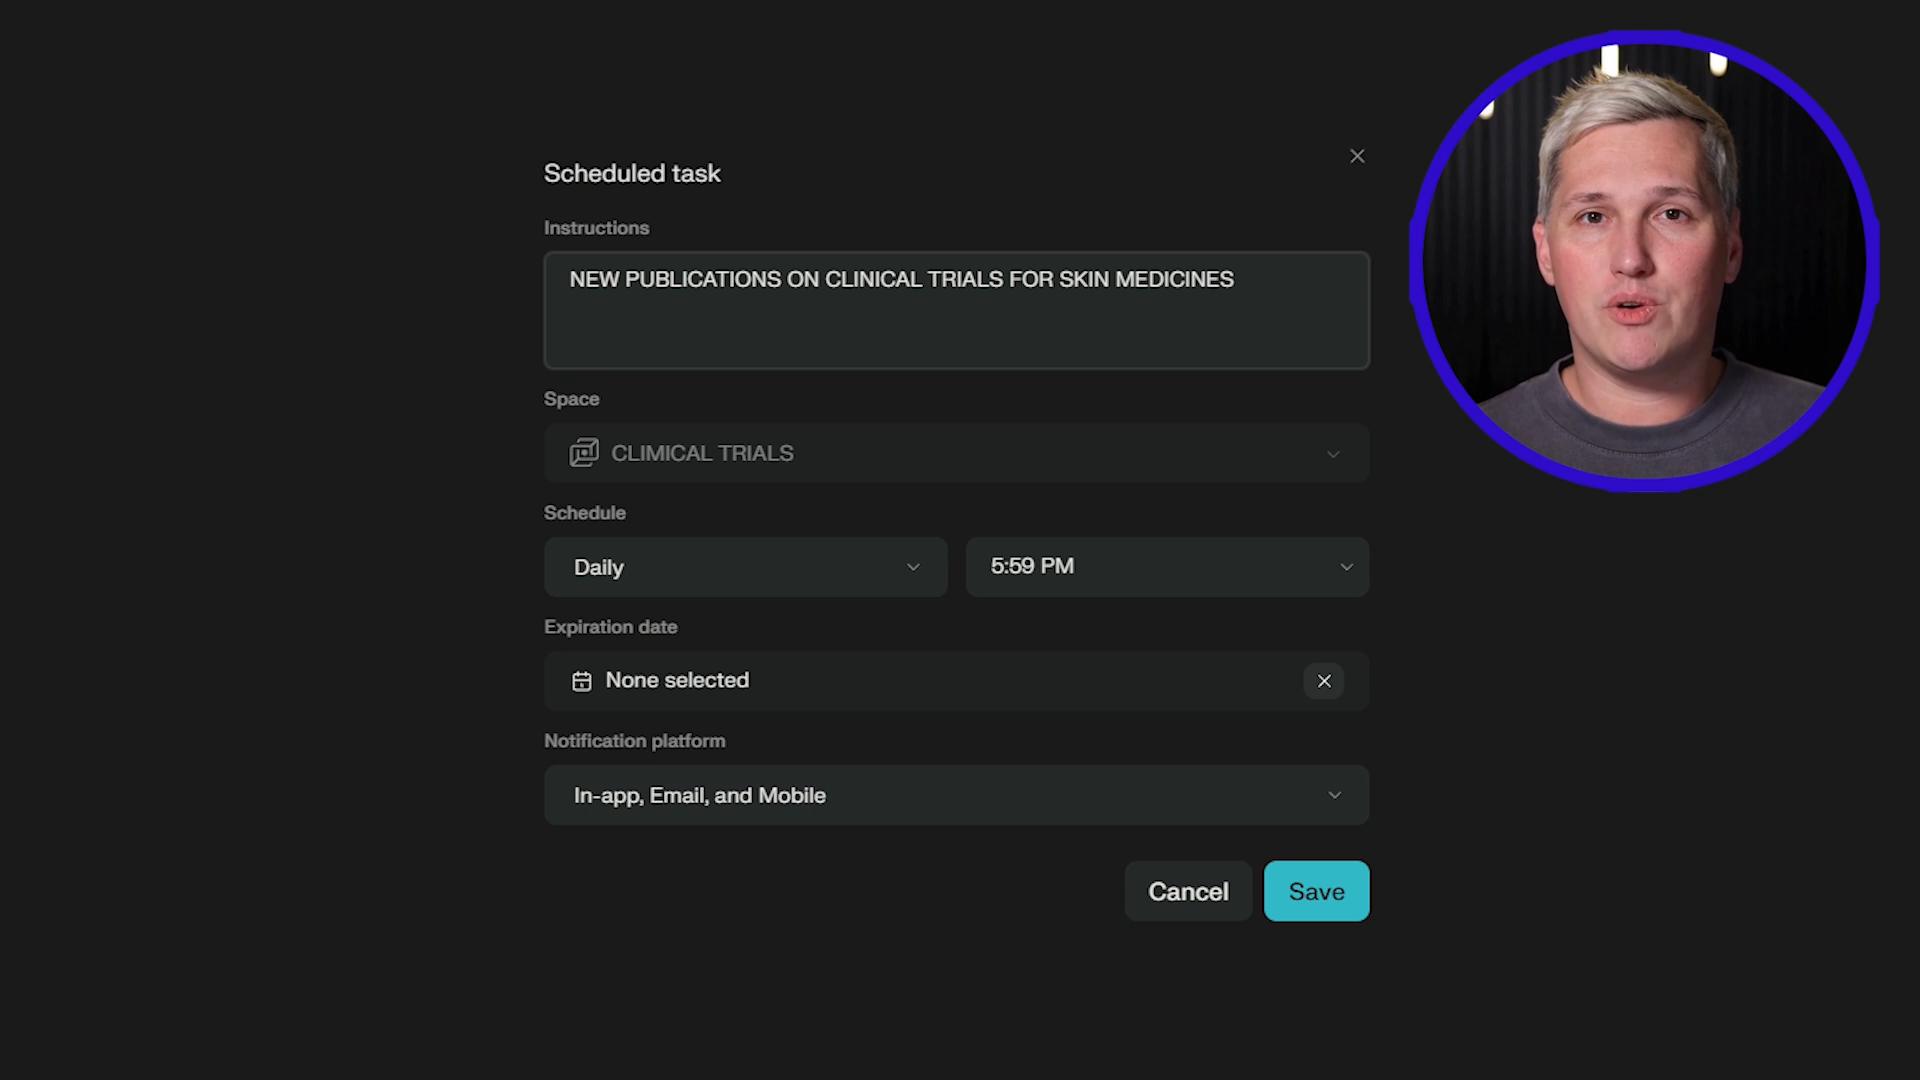 Scheduled task
Instructions
NEW PUBLICATIONS ON CLINICAL TRIALS FOR SKIN MEDICINES
Space
CLIMICAL TRIALS
Schedule
Daily
5:59 PM
Expiration date
None selected
Notification platform
In-app, Email, and Mobile
Cancel
Save